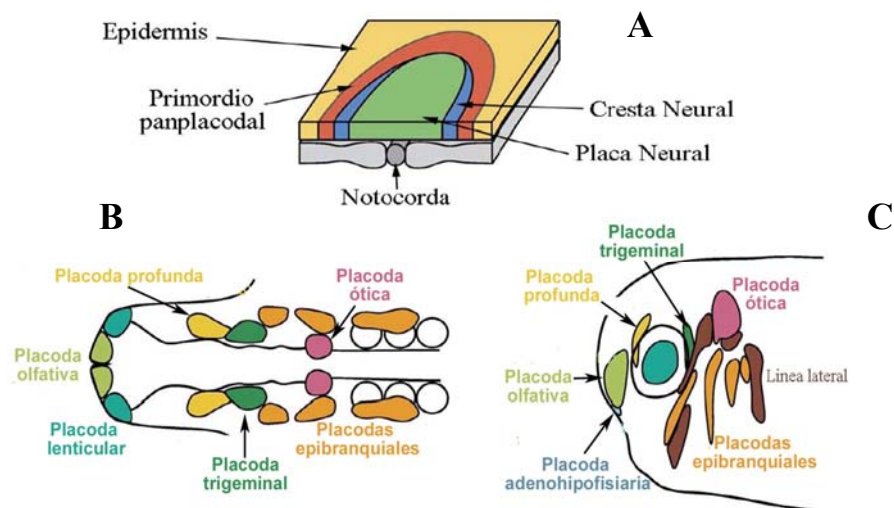 A
Epidermis
Primordio
panplacodal
Cresta Neural
Placa Neural
Notocorda
B
Placoda profunda
Placoda
ótica
Placoda
olfativa
Placoda
lenticular
Placoda
trigeminal
Placodas
epibranquiales
C
Placoda
trigeminal
Placoda
profunda
Placoda
ótica
Placoda
olfativa
Linea lateral
Placodas
epibranquiales
Placoda
adenohipofisiaria